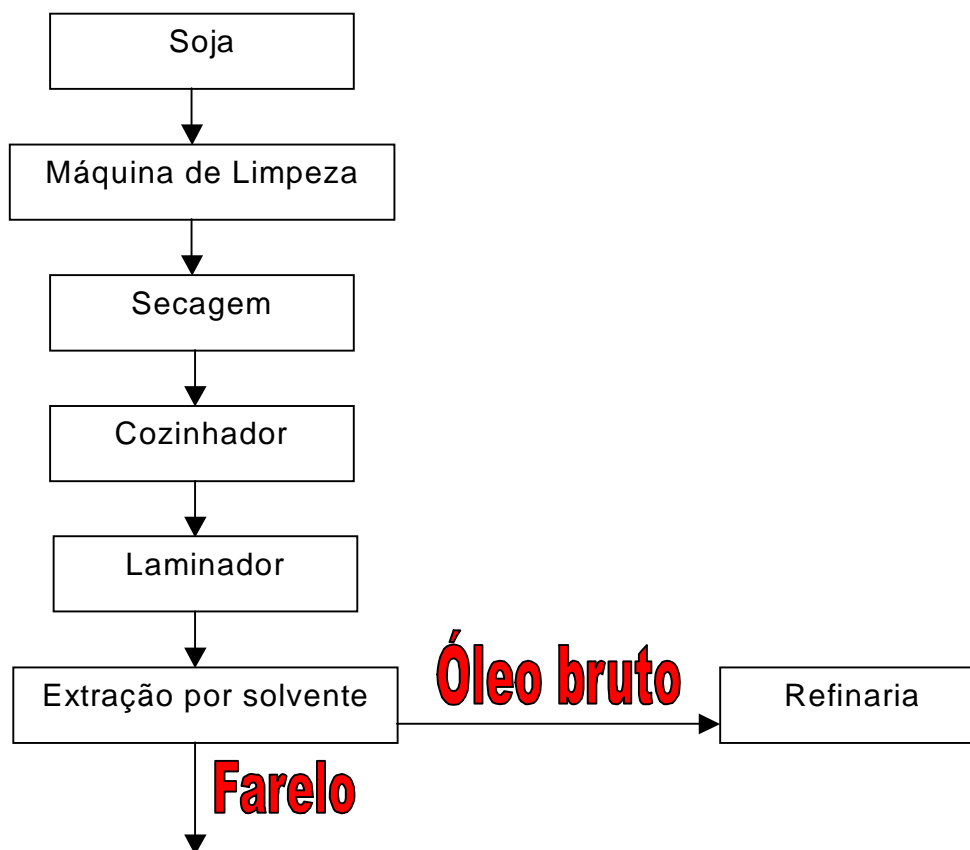 Soja
Máquina de Limpeza
Secagem
Cozinhador
Laminador
Extração por solvente
Óleo bruto
Refinaria
Farelo